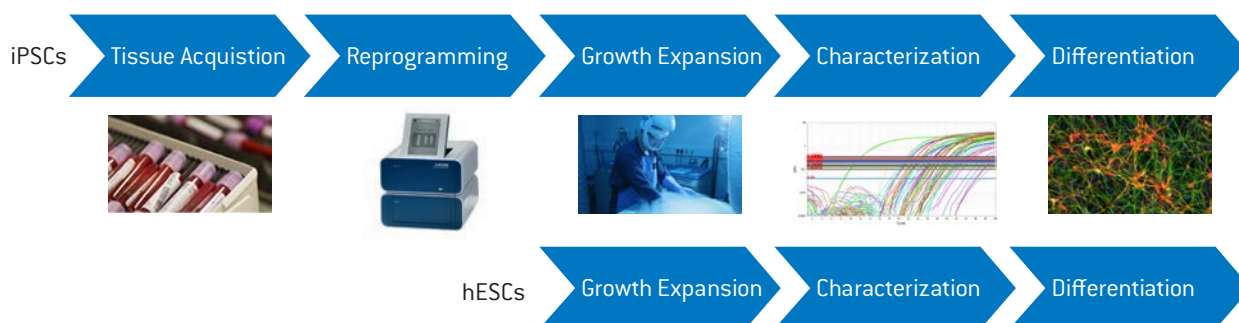 iPSCs
Tissue Acquistion
Reprogramming
Growth Expansion
Characterization
Differentiation
hESCs
Growth Expansion
Characterization
Differentiation